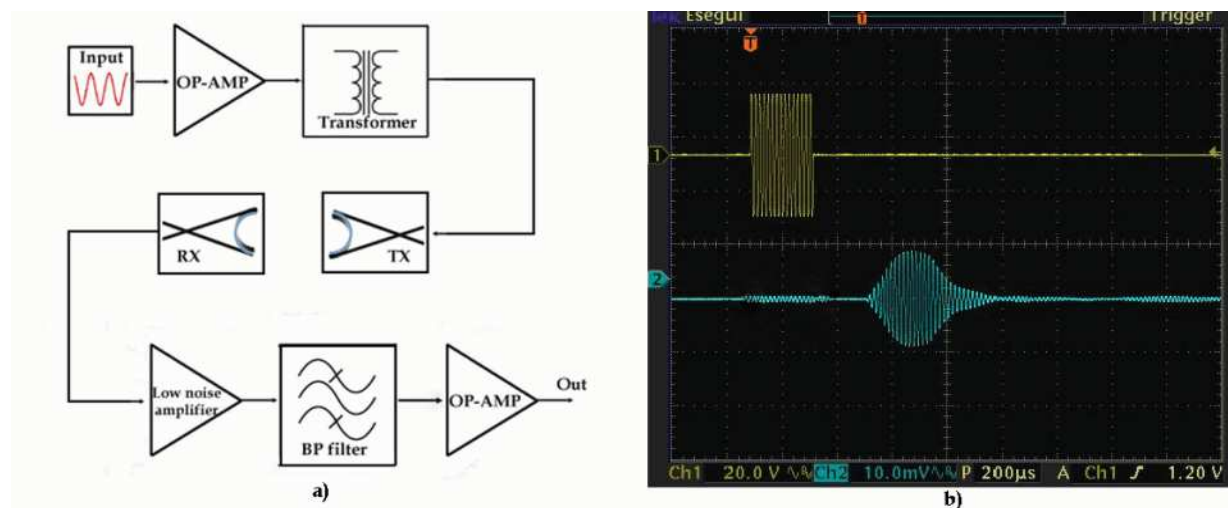 Input
OP-AMP
Transformer
RX
TX
Low noise
amplifier
BP filter
OP-AMP
Out
a)
Tek Esegui
Trigger
T
T
1
2
Ch1 20.0 V Ch2 10.0mV P 200µs A Ch1 1.20 V
b)